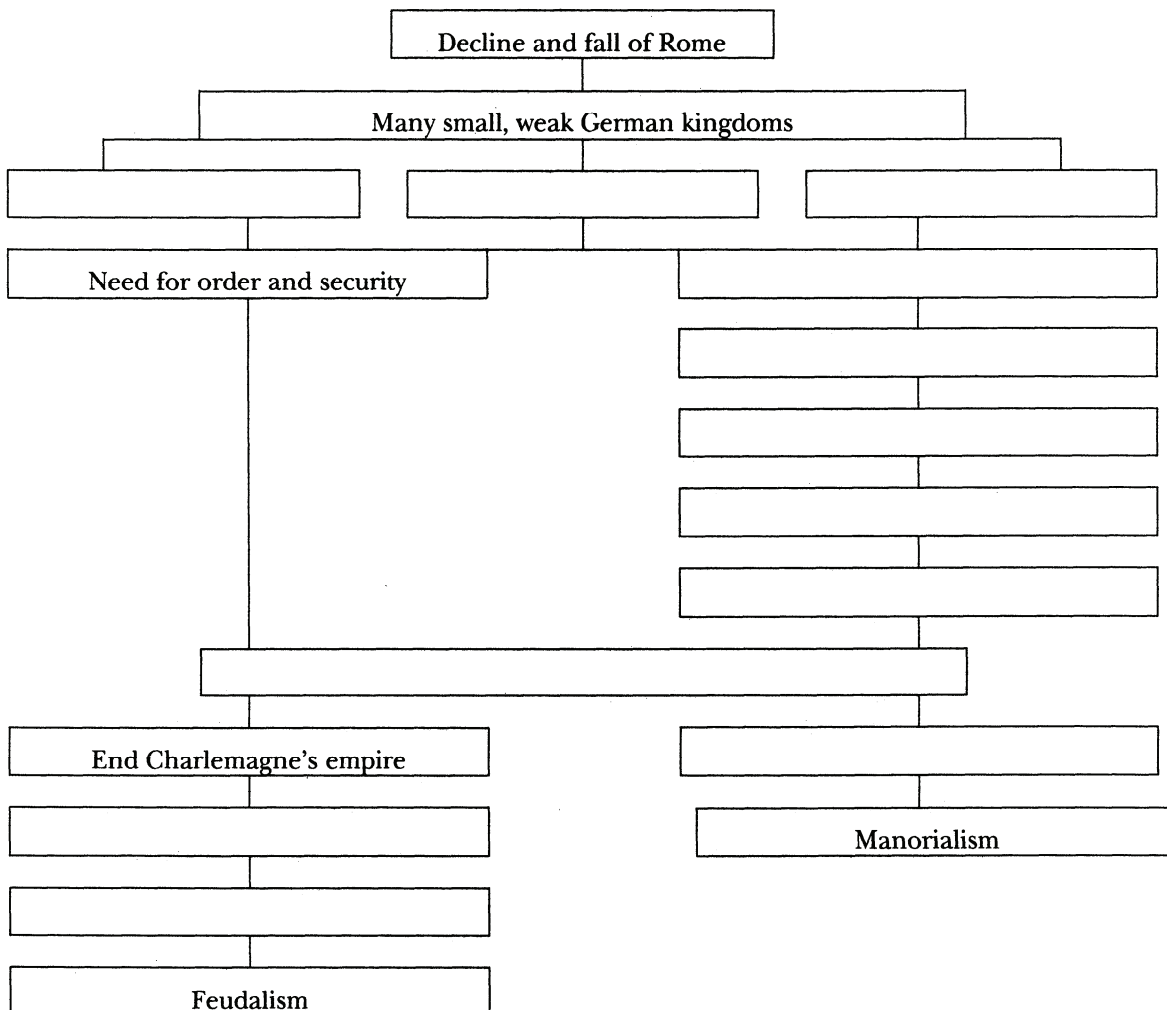 Decline and fall of Rome
Many small, weak German kingdoms
Need for order and security
End Charlemagne's empire
Manorialism
Feudalism